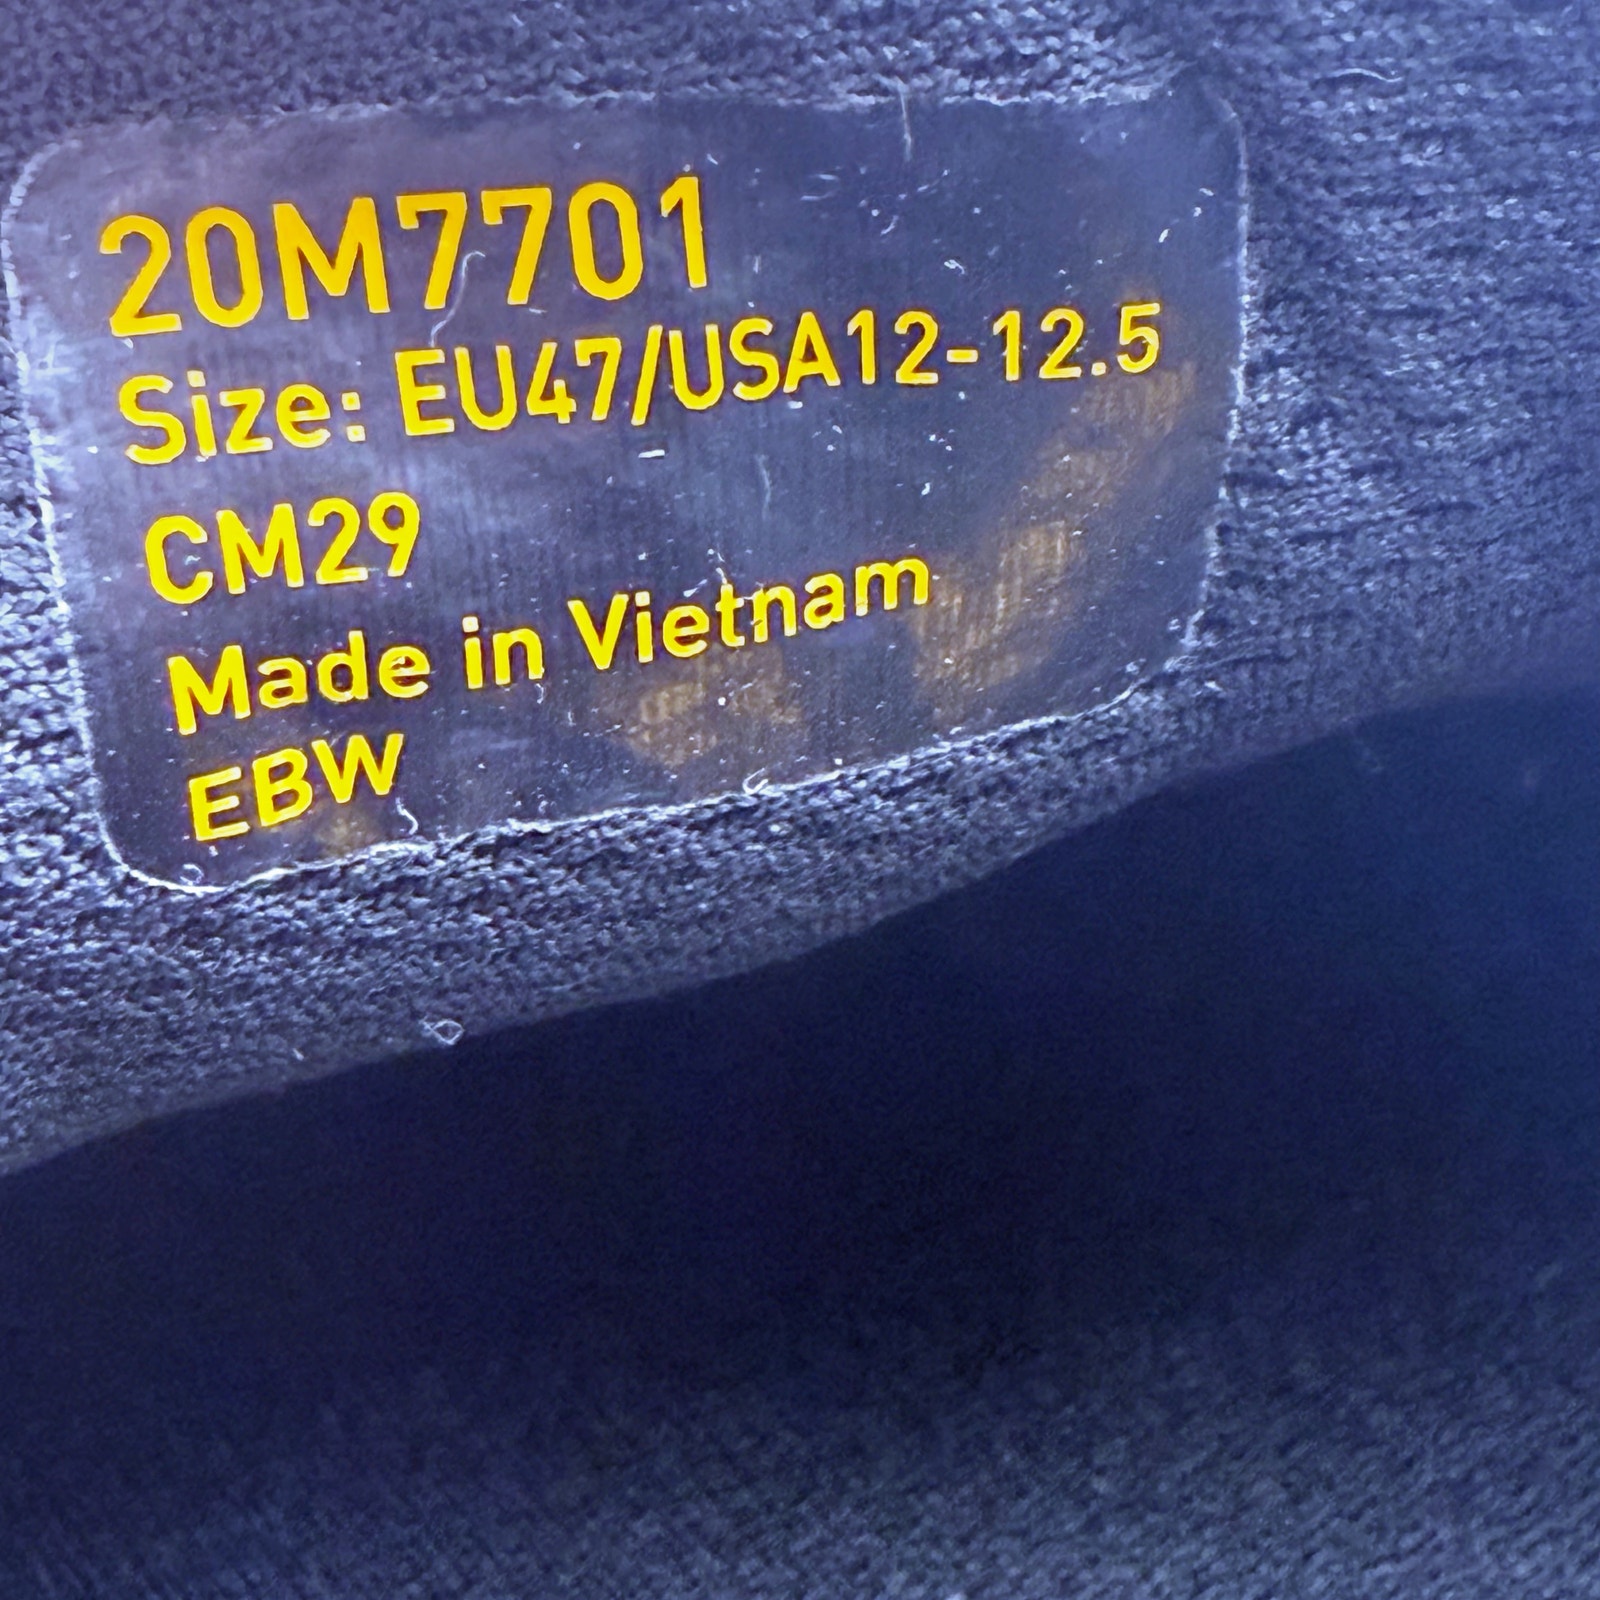 20M7701
Size: EU47/USA12-12.5
CM29
Made in Vietnam
EBW